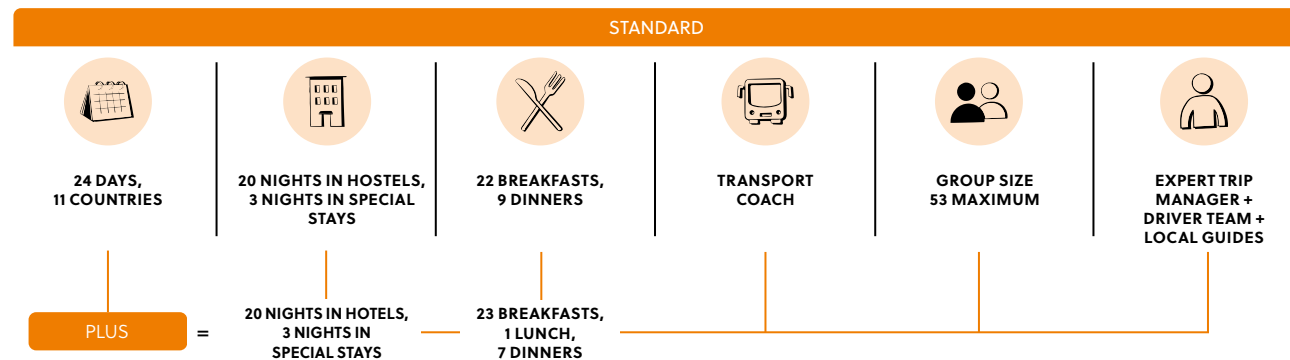 STANDARD
24 DAYS,
11 COUNTRIES
20 NIGHTS IN HOSTELS,
3 NIGHTS IN SPECIAL
STAYS
22 BREAKFASTS,
9 DINNERS
TRANSPORT
COACH
GROUP SIZE
53 MAXIMUM
EXPERT TRIP
MANAGER +
DRIVER TEAM +
LOCAL GUIDES
PLUS
=
20 NIGHTS IN HOTELS,
3 NIGHTS IN
SPECIAL STAYS
23 BREAKFASTS,
1 LUNCH,
7 DINNERS